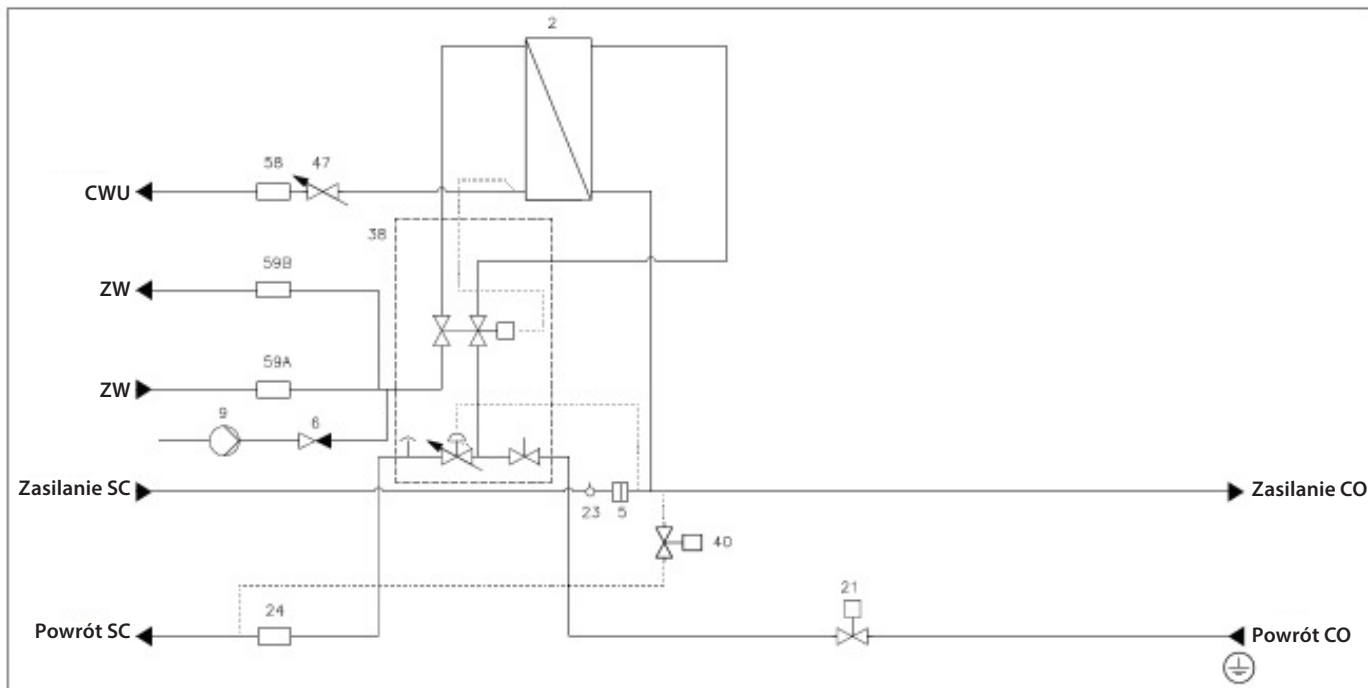 2
58 47
CWU
38
59B
ZW
59A
ZW
9 6
Zasilanie SC
Zasilanie CO
23 5
40
24
21
Powrót SC
Powrót CO